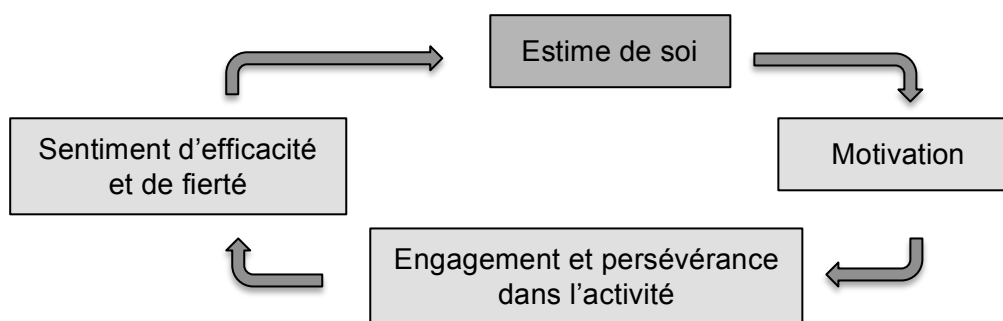 Estime de soi
Sentiment d’efficacité
et de fierté
Motivation
Engagement et persévérance
dans l’activité